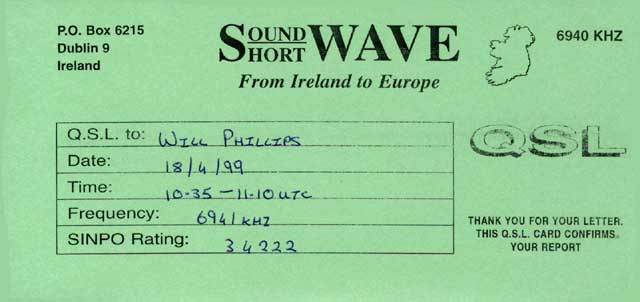 P.O. Box 6215
Dublin 9
Ireland
SOUND SHORT WAVE
From Ireland to Europe
6940 KHZ
Q.S.L. to: WILL PHILLIPS
Date: 18/4/99
Time: 10-35 - 11-10 UTC
Frequency: 6941 KHZ
SINPO Rating: 34222
QSL
THANK YOU FOR YOUR LETTER.
THIS Q.S.L. CARD CONFIRMS
YOUR REPORT